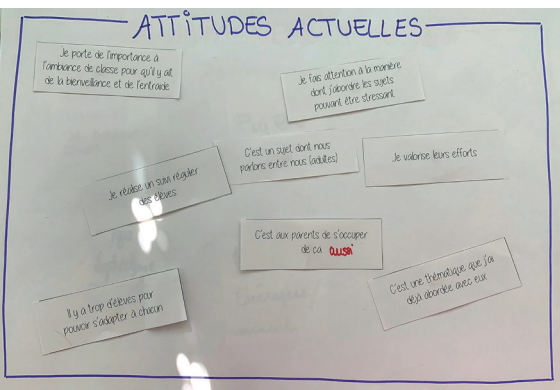 ATTITUDES ACTUELLES
Je porte de l'importance à
l'ambiance de classe pour qu'il y ait
de la bienveillance et de l'entraide
Je fais attention à la manière
dont j'aborde les sujets
pouvant être stressant
C'est un sujet dont nous
parlons entre nous (adultes)
Je valorise leurs efforts
Je réalise un suivi régulier
des élèves
C'est aux parents de s'occuper
de ca aussi
C'est une thématique que j'ai
déjà abordée avec eux
Il y a trop d'élèves pour
pouvoir s'adapter à chacun